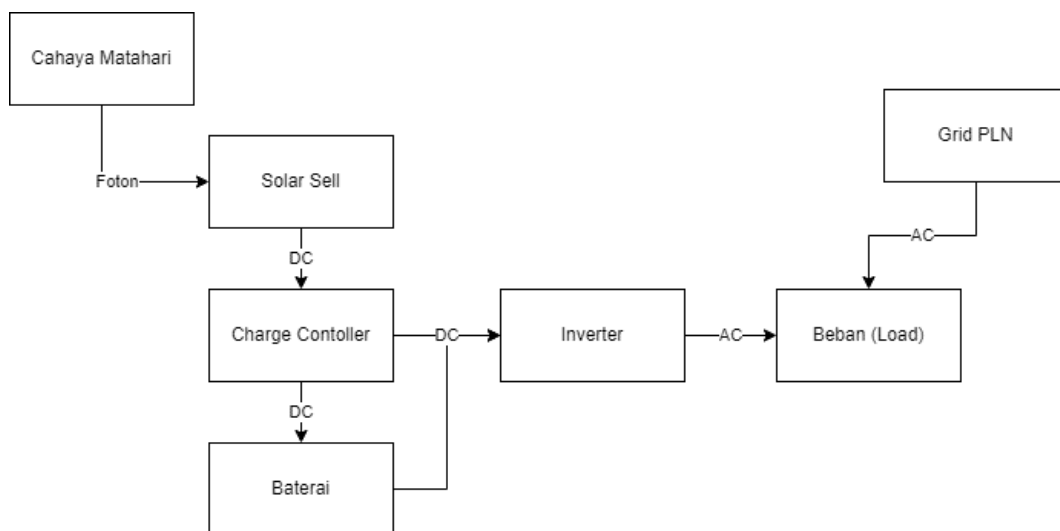 Cahaya Matahari
Grid PLN
Foton
Solar Sell
AC
DC
Charge Contoller
DC
Inverter
AC
Beban (Load)
DC
Baterai